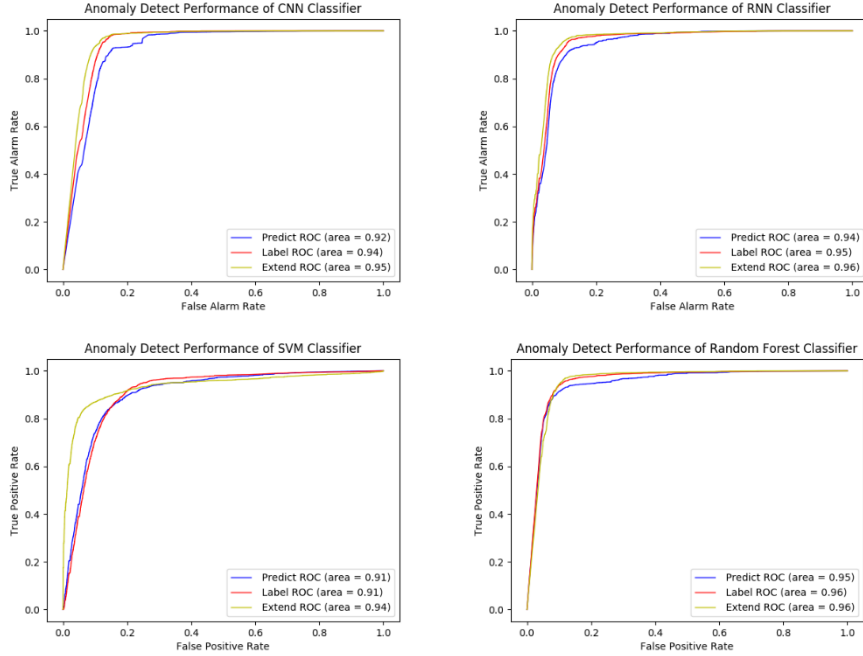 Anomaly Detect Performance of CNN Classifier
1.0
0.8
0.6
0.4
0.2
0.0
True Alarm Rate
Predict ROC (area = 0.92)
Label ROC (area = 0.94)
Extend ROC (area = 0.95)
0.0 0.2 0.4 0.6 0.8 1.0
False Alarm Rate
Anomaly Detect Performance of RNN Classifier
1.0
0.8
0.6
0.4
0.2
0.0
True Alarm Rate
Predict ROC (area = 0.94)
Label ROC (area = 0.95)
Extend ROC (area = 0.96)
0.0 0.2 0.4 0.6 0.8 1.0
False Alarm Rate
Anomaly Detect Performance of SVM Classifier
1.0
0.8
0.6
0.4
0.2
0.0
True Positive Rate
Predict ROC (area = 0.91)
Label ROC (area = 0.91)
Extend ROC (area = 0.94)
0.0 0.2 0.4 0.6 0.8 1.0
False Positive Rate
Anomaly Detect Performance of Random Forest Classifier
1.0
0.8
0.6
0.4
0.2
0.0
True Positive Rate
Predict ROC (area = 0.95)
Label ROC (area = 0.96)
Extend ROC (area = 0.96)
0.0 0.2 0.4 0.6 0.8 1.0
False Positive Rate